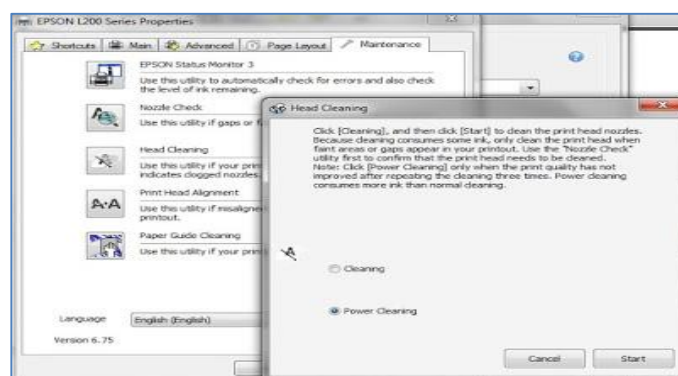 EPSON L200 Series Properties
Shortcuts Main Advanced Page Layout Maintenance
EPSON Status Monitor 3
Use this utility to automatically check for errors and also check
the level of ink remaining.
Nozzle Check
Use this utility if gaps or
Head Cleaning
Use this utility if your prin
indicates clogged nozzles.
Print Head Alignment
Use this utility if misaligne
printout.
Paper Guide Cleaning
Use this utility if your prin
Language English (English)
Version 6.75
Head Cleaning
Click [Cleaning], and then click [Start] to clean the print head nozzles.
Because cleaning consumes some ink, only clean the print head when
faint areas or gaps appear in your printout. Use the "Nozzle Check"
utility first to confirm that the print head needs to be cleaned.
Note: Click [Power Cleaning] only when the print quality has not
improved after repeating the cleaning three times. Power cleaning
consumes more ink than normal cleaning.
Cleaning
Power Cleaning
Cancel Start